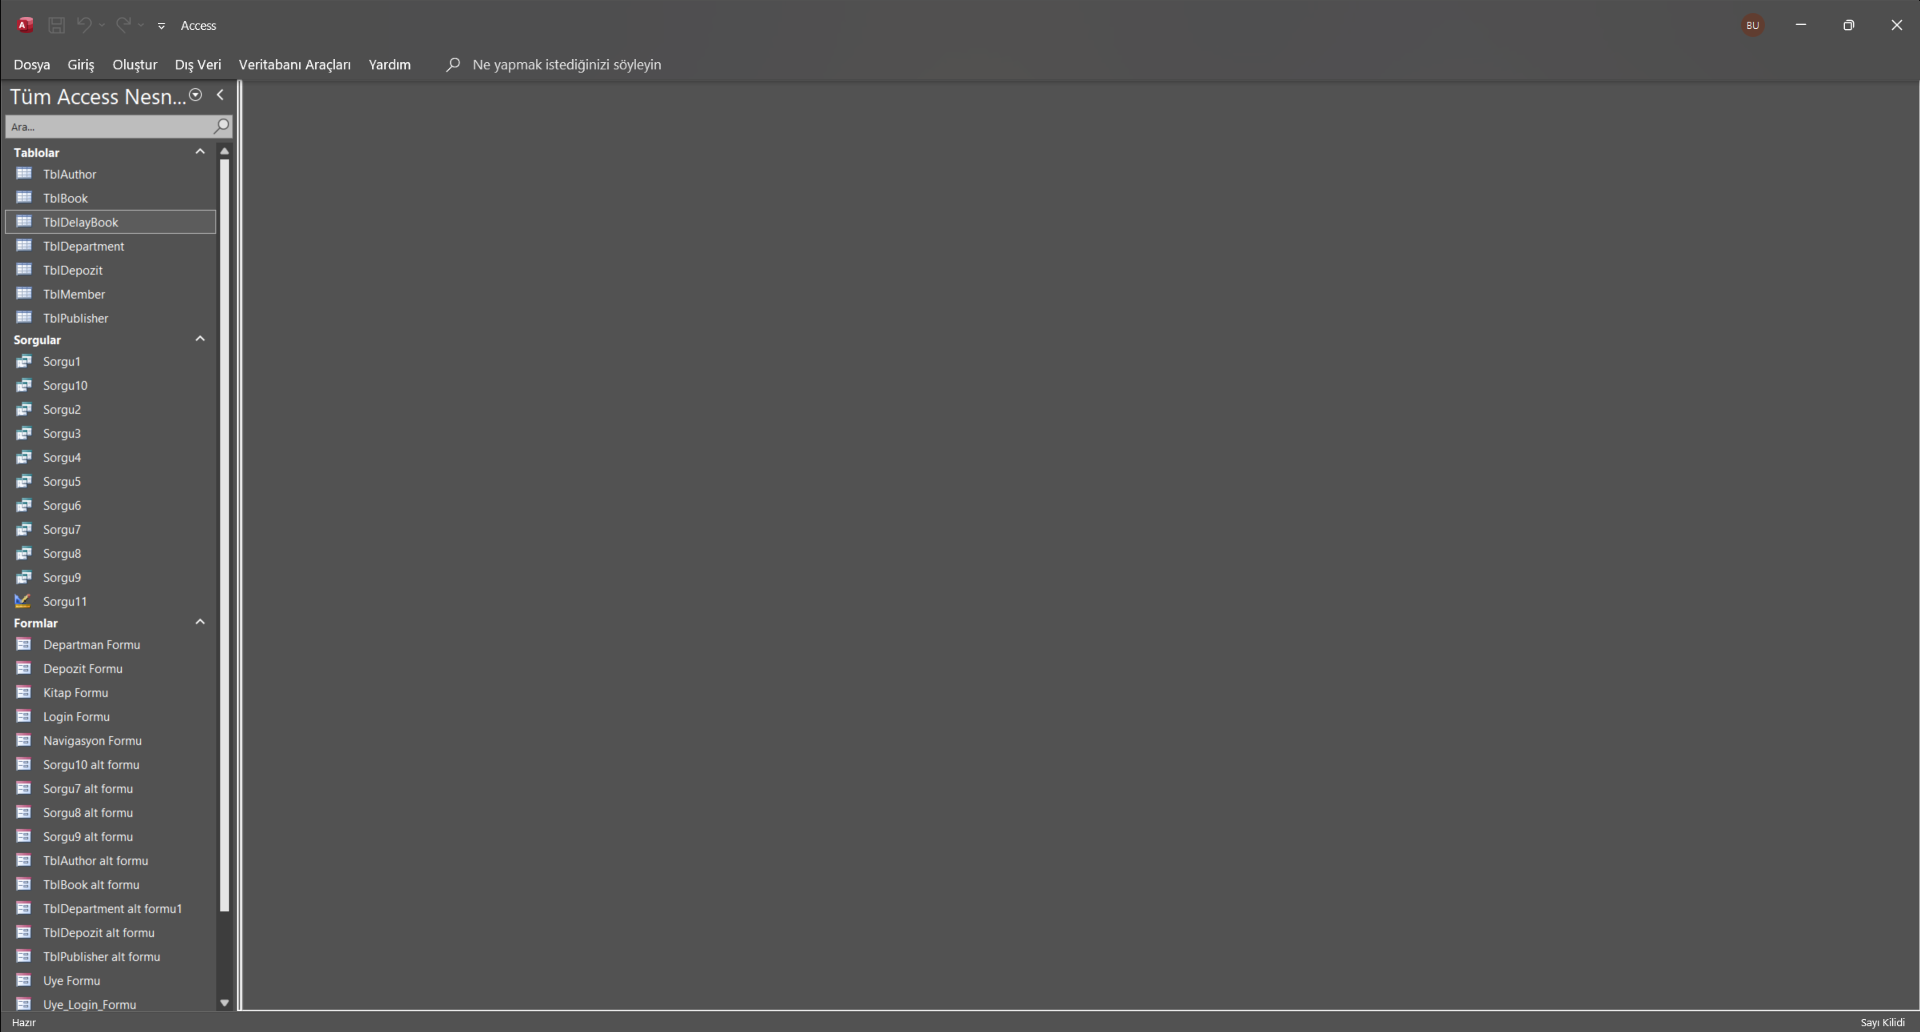 Access
BU
Dosya Giriş Oluştur Dış Veri Veritabanı Araçları Yardım Ne yapmak istediğinizi söyleyin
Tüm Access Nesn...
Ara...
Tablolar
TblAuthor
TblBook
TblDelayBook
TblDepartment
TblDepozit
TblMember
TblPublisher
Sorgular
Sorgu1
Sorgu10
Sorgu2
Sorgu3
Sorgu4
Sorgu5
Sorgu6
Sorgu7
Sorgu8
Sorgu9
Sorgu11
Formlar
Departman Formu
Depozit Formu
Kitap Formu
Login Formu
Navigasyon Formu
Sorgu10 alt formu
Sorgu7 alt formu
Sorgu8 alt formu
Sorgu9 alt formu
TblAuthor alt formu
TblBook alt formu
TblDepartment alt formu1
TblDepozit alt formu
TblPublisher alt formu
Uye Formu
Uye_Login_Formu
Hazır
Sayı Kilidi